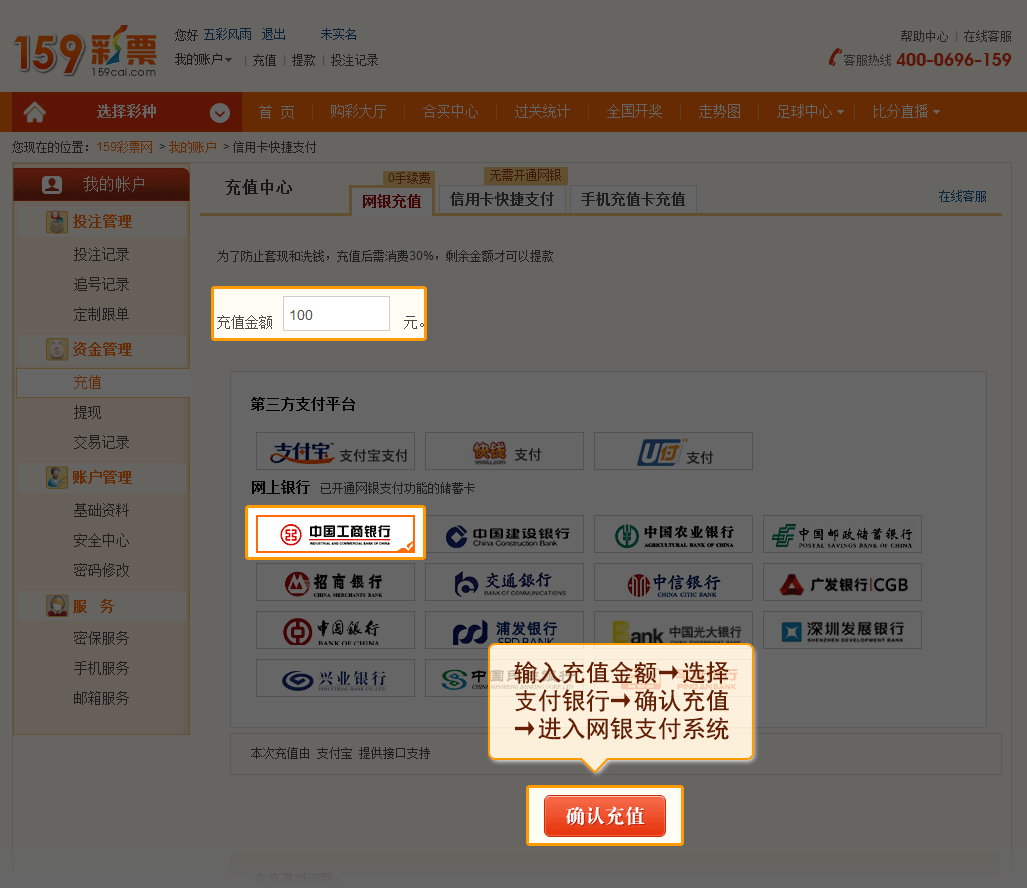 159彩票
159cai.com
您好 五彩风雨 退出 未实名
我的账户 | 充值 | 提款 | 投注记录
帮助中心 | 在线客服
客服热线 400-0696-159
选择彩种 首 页 购彩大厅 合买中心 过关统计 全国开奖 走势图 足球中心 比分直播
您现在的位置: 159彩票网 > 我的账户 > 信用卡快捷支付
我的帐户
投注管理
投注记录
追号记录
定制跟单
资金管理
充值
提现
交易记录
账户管理
基础资料
安全中心
密码修改
服 务
密保服务
手机服务
邮箱服务
充值中心
0手续费 无需开通网银
网银充值 信用卡快捷支付 手机充值卡充值
在线客服
为了防止套现和洗钱，充值后需消费30%，剩余金额才可以提款
充值金额 100 元。
第三方支付平台
支付宝 支付宝支付 快钱 支付 U付 支付
网上银行 已开通网银支付功能的储蓄卡
中国工商银行 中国建设银行 中国农业银行 中国邮政储蓄银行
INDUSTRIAL AND COMMERCIAL BANK OF CHINA China Construction Bank AGRICULTURAL BANK OF CHINA POSTAL SAVINGS BANK OF CHINA
招商银行 交通银行 中信银行 广发银行|CGB
CHINA MERCHANTS BANK BANK OF COMMUNICATIONS CHINA CITIC BANK
中国银行 浦发银行 Bank 中国光大银行 深圳发展银行
BANK OF CHINA SPD BANK SHENZHEN DEVELOPMENT BANK
兴业银行
INDUSTRIAL BANK CO.,LTD
输入充值金额→选择
支付银行→确认充值
→进入网银支付系统
本次充值由 支付宝 提供接口支持
确认充值